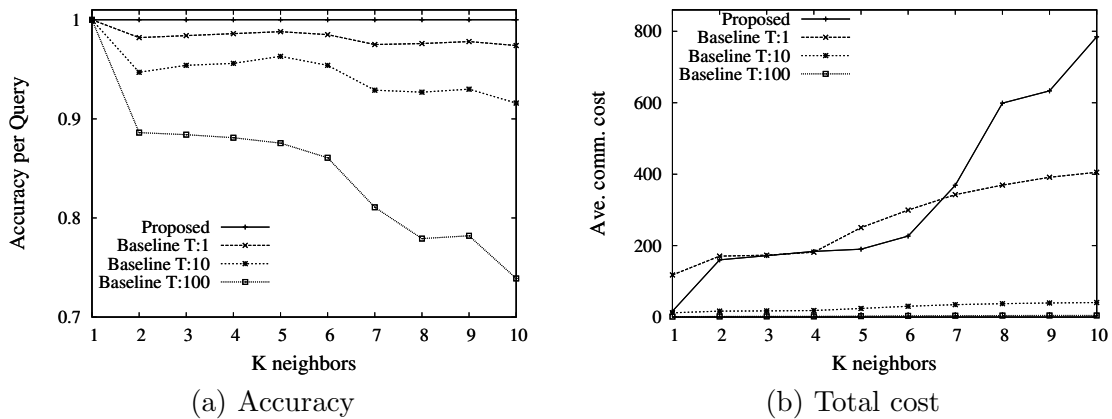 1
0.9
0.8
0.7
Accuracy per Query
Proposed
Baseline T:1
Baseline T:10
Baseline T:100
1 2 3 4 5 6 7 8 9 10
K neighbors
(a) Accuracy
800
600
400
200
0
Ave. comm. cost
Proposed
Baseline T:1
Baseline T:10
Baseline T:100
1 2 3 4 5 6 7 8 9 10
K neighbors
(b) Total cost